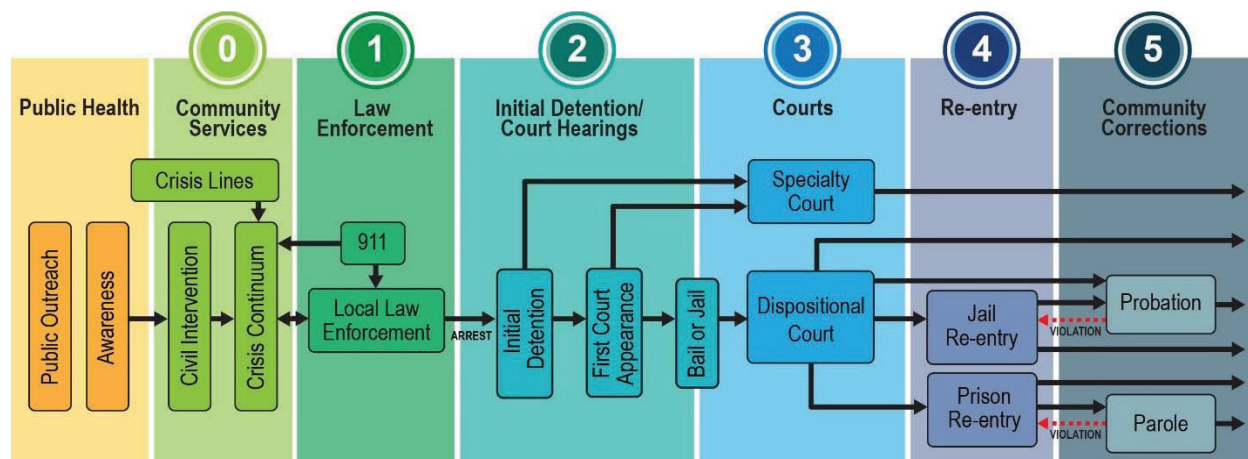 0
1
2
3
4
5
Public Health
Community
Services
Law
Enforcement
Initial Detention/
Court Hearings
Courts
Re-entry
Community
Corrections
Crisis Lines
Public Outreach
Awareness
Civil Intervention
Crisis Continuum
911
Local Law
Enforcement
ARREST
Initial
Detention
First Court
Appearance
Bail or Jail
Specialty
Court
Dispositional
Court
Jail
Re-entry
Prison
Re-entry
VIOLATION
Probation
VIOLATION
Parole